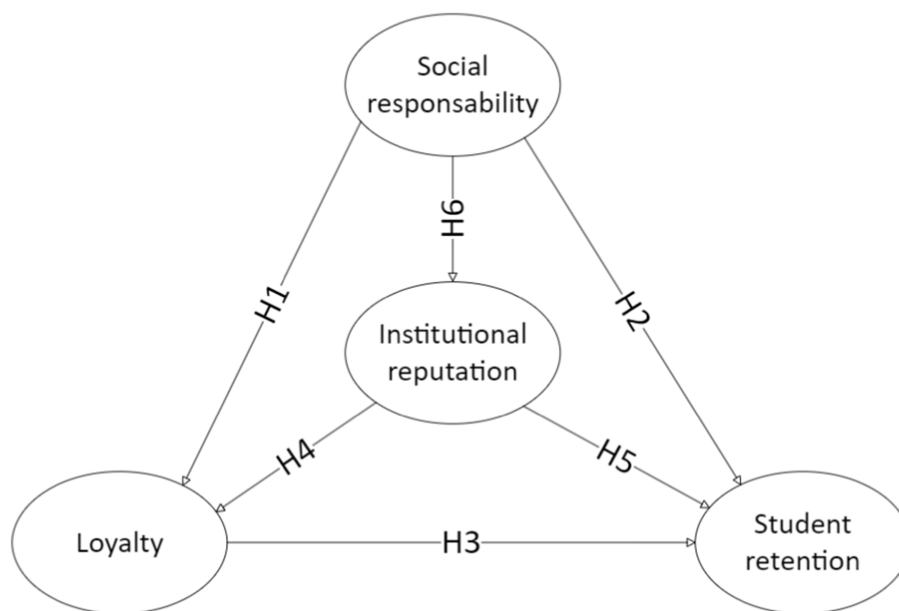 Social
responsability
H6
H1
H2
Institutional
reputation
H4
H5
Loyalty
H3
Student
retention